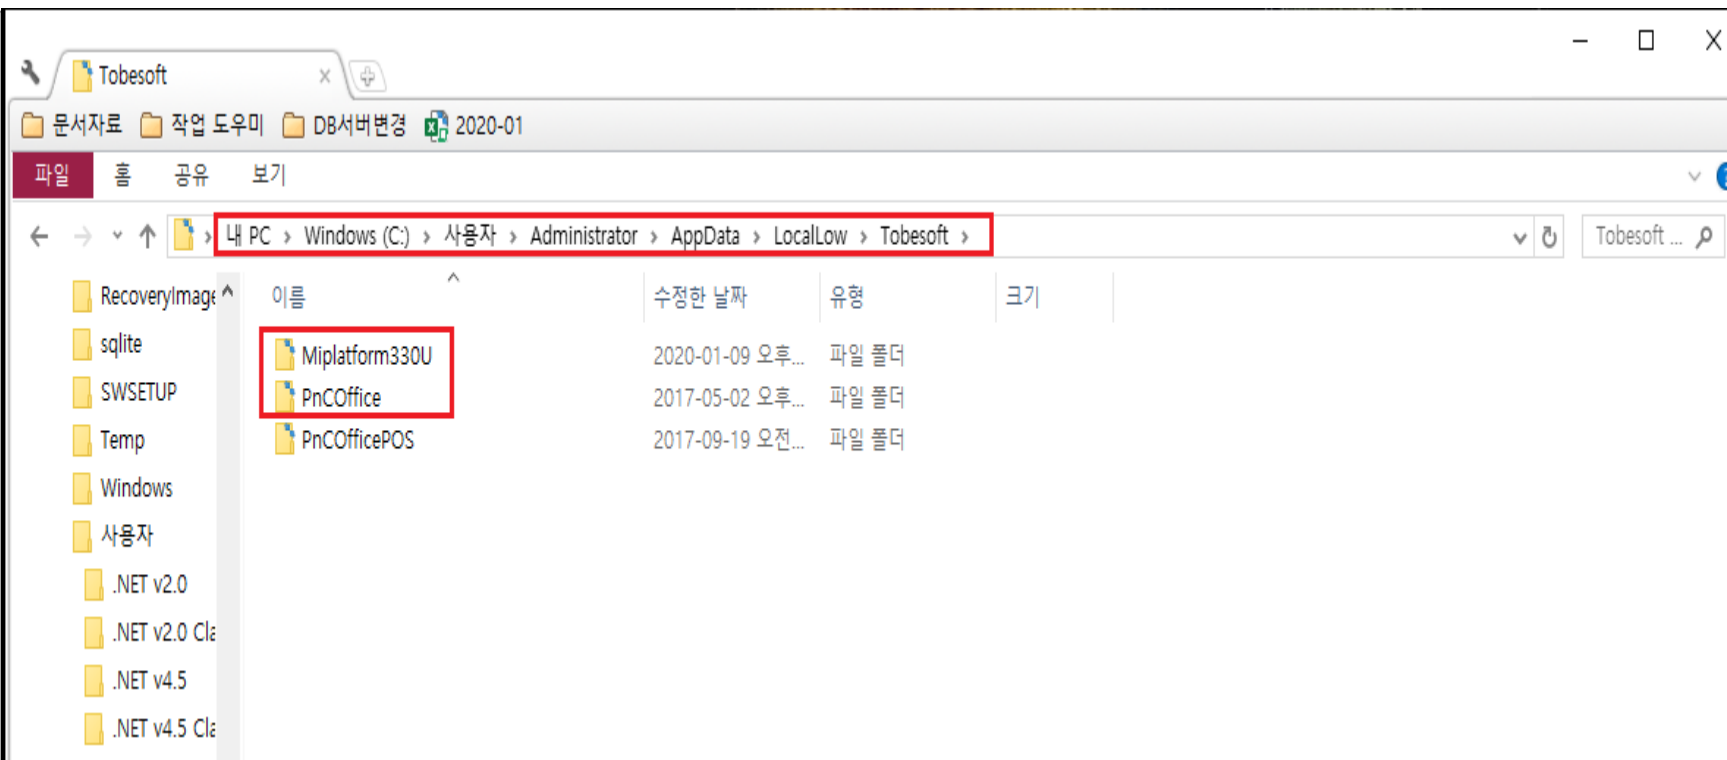 Tobesoft
문서자료 작업 도우미 DB서버변경 2020-01
파일 홈 공유 보기
내 PC › Windows (C:) › 사용자 › Administrator › AppData › LocalLow › Tobesoft ›
Tobesoft ...
이름 수정한 날짜 유형 크기
RecoveryImage
sqlite
SWSETUP
Temp
Windows
사용자
.NET v2.0
.NET v2.0 Cla
.NET v4.5
.NET v4.5 Cla
Miplatform330U 2020-01-09 오후... 파일 폴더
PnCOffice 2017-05-02 오후... 파일 폴더
PnCOfficePOS 2017-09-19 오전... 파일 폴더